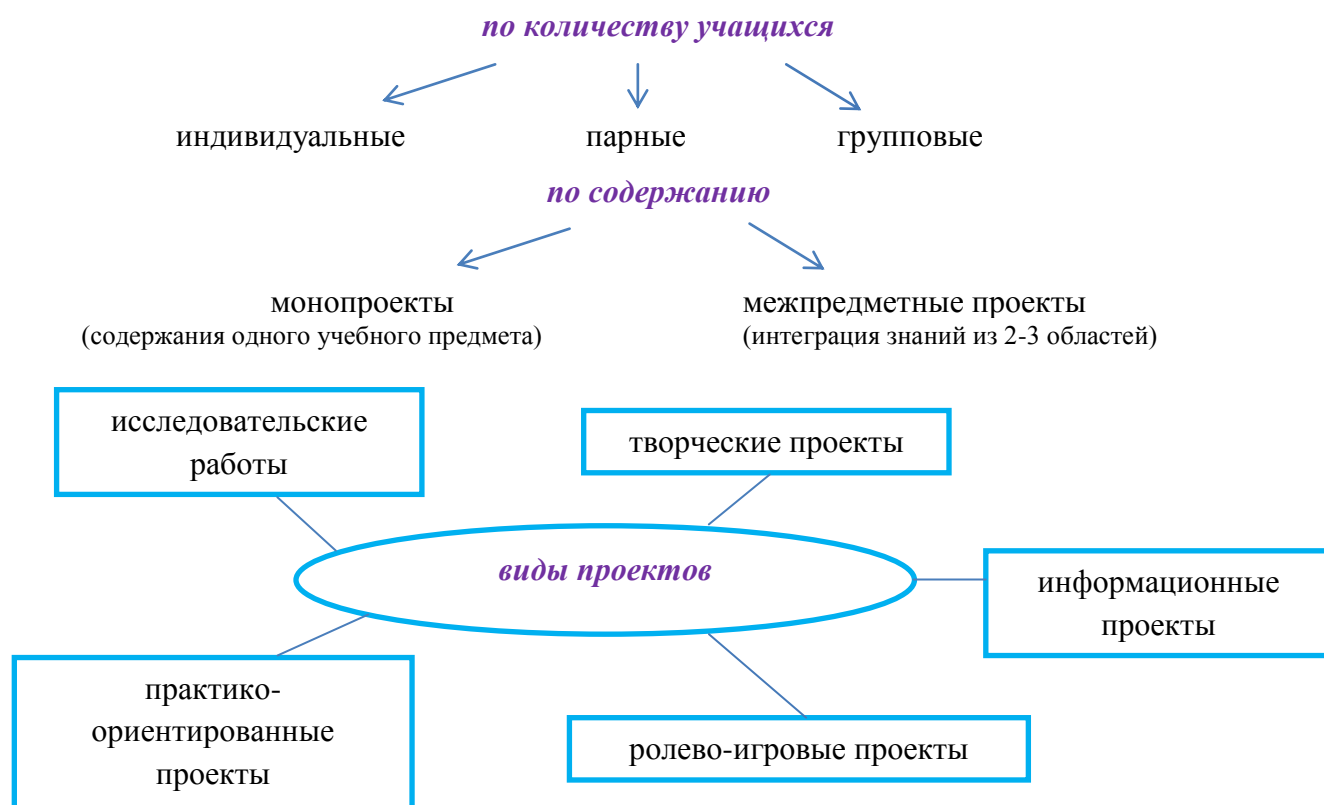 по количеству учащихся
индивидуальные парные групповые
по содержанию
монопроекты межпредметные проекты
(содержания одного учебного предмета) (интеграция знаний из 2-3 областей)
исследовательские
работы
творческие проекты
виды проектов
информационные
проекты
практико-
ориентированные
проекты
ролево-игровые проекты